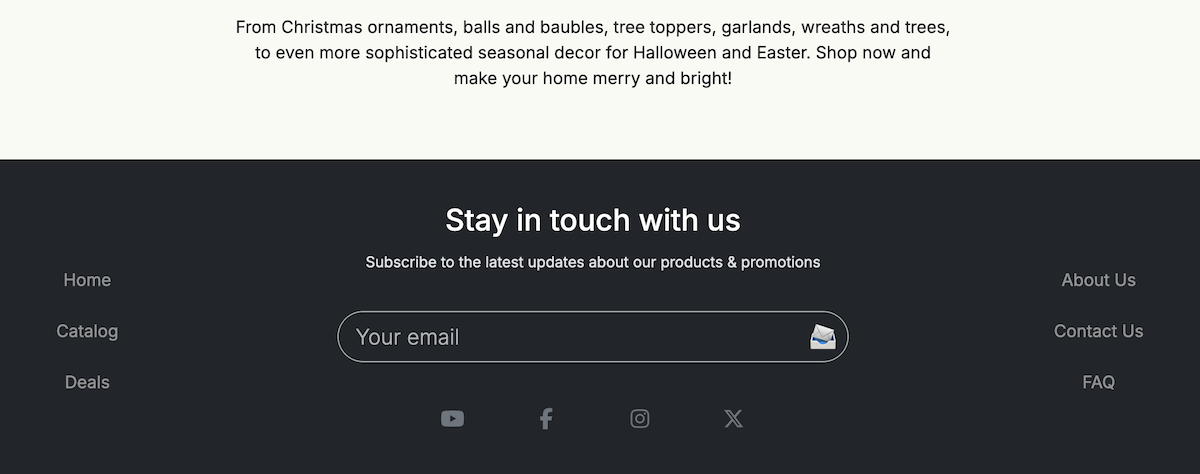 From Christmas ornaments, balls and baubles, tree toppers, garlands, wreaths and trees,
to even more sophisticated seasonal decor for Halloween and Easter. Shop now and
make your home merry and bright!
Stay in touch with us
Subscribe to the latest updates about our products & promotions
Home
Catalog
Deals
Your email
About Us
Contact Us
FAQ